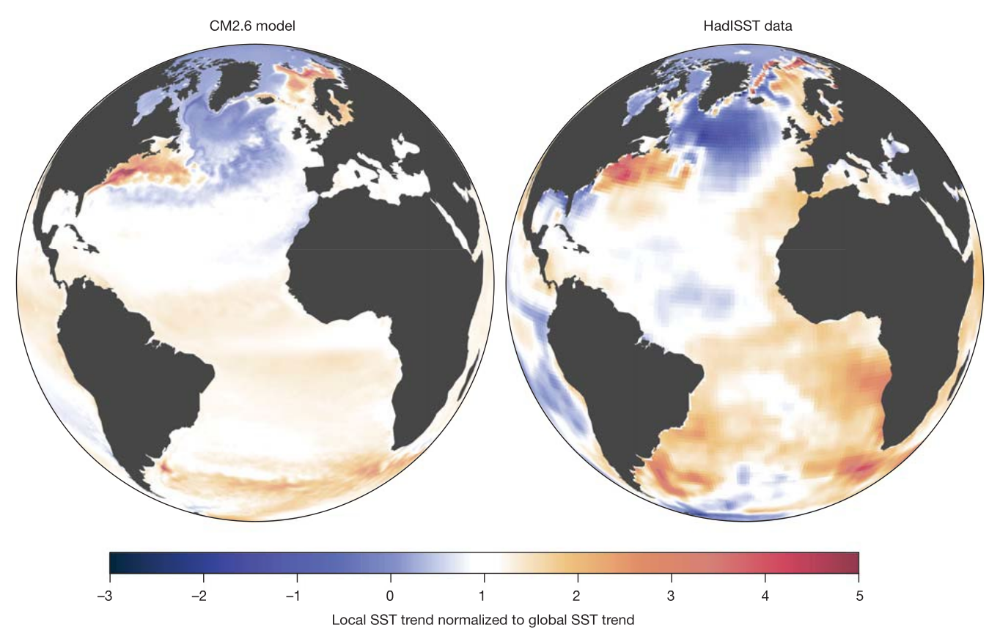 CM2.6 model
HadISST data
–3 –2 –1 0 1 2 3 4 5
Local SST trend normalized to global SST trend